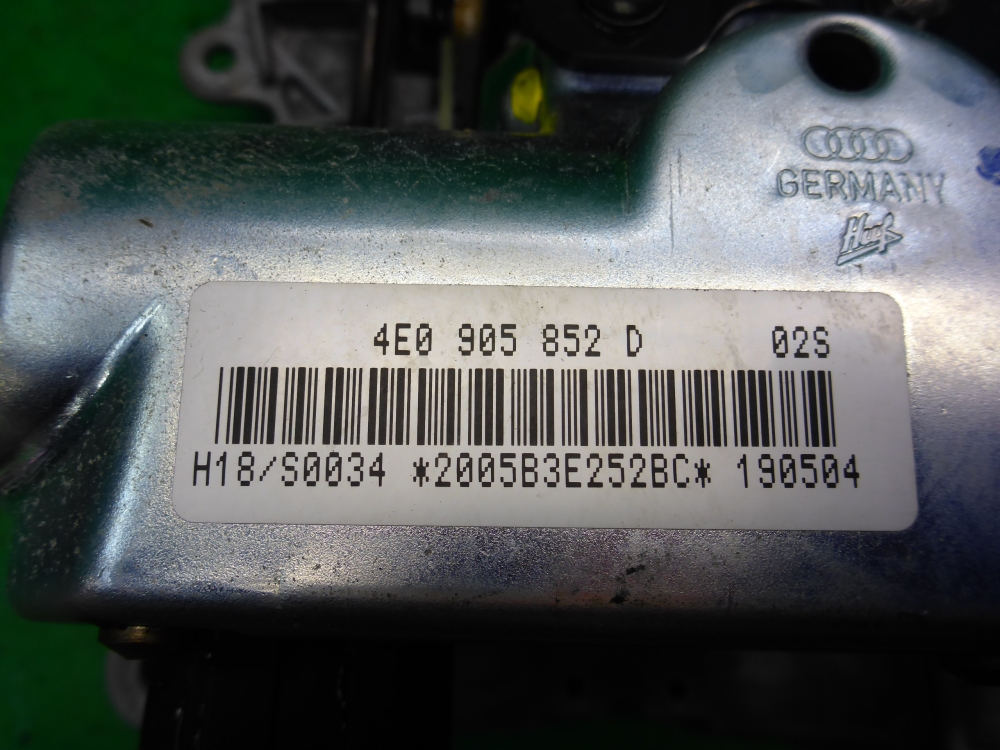 GERMANY
Huf
4E0 905 852 D 02S
H18/S0034 *2005B3E252BC* 190504